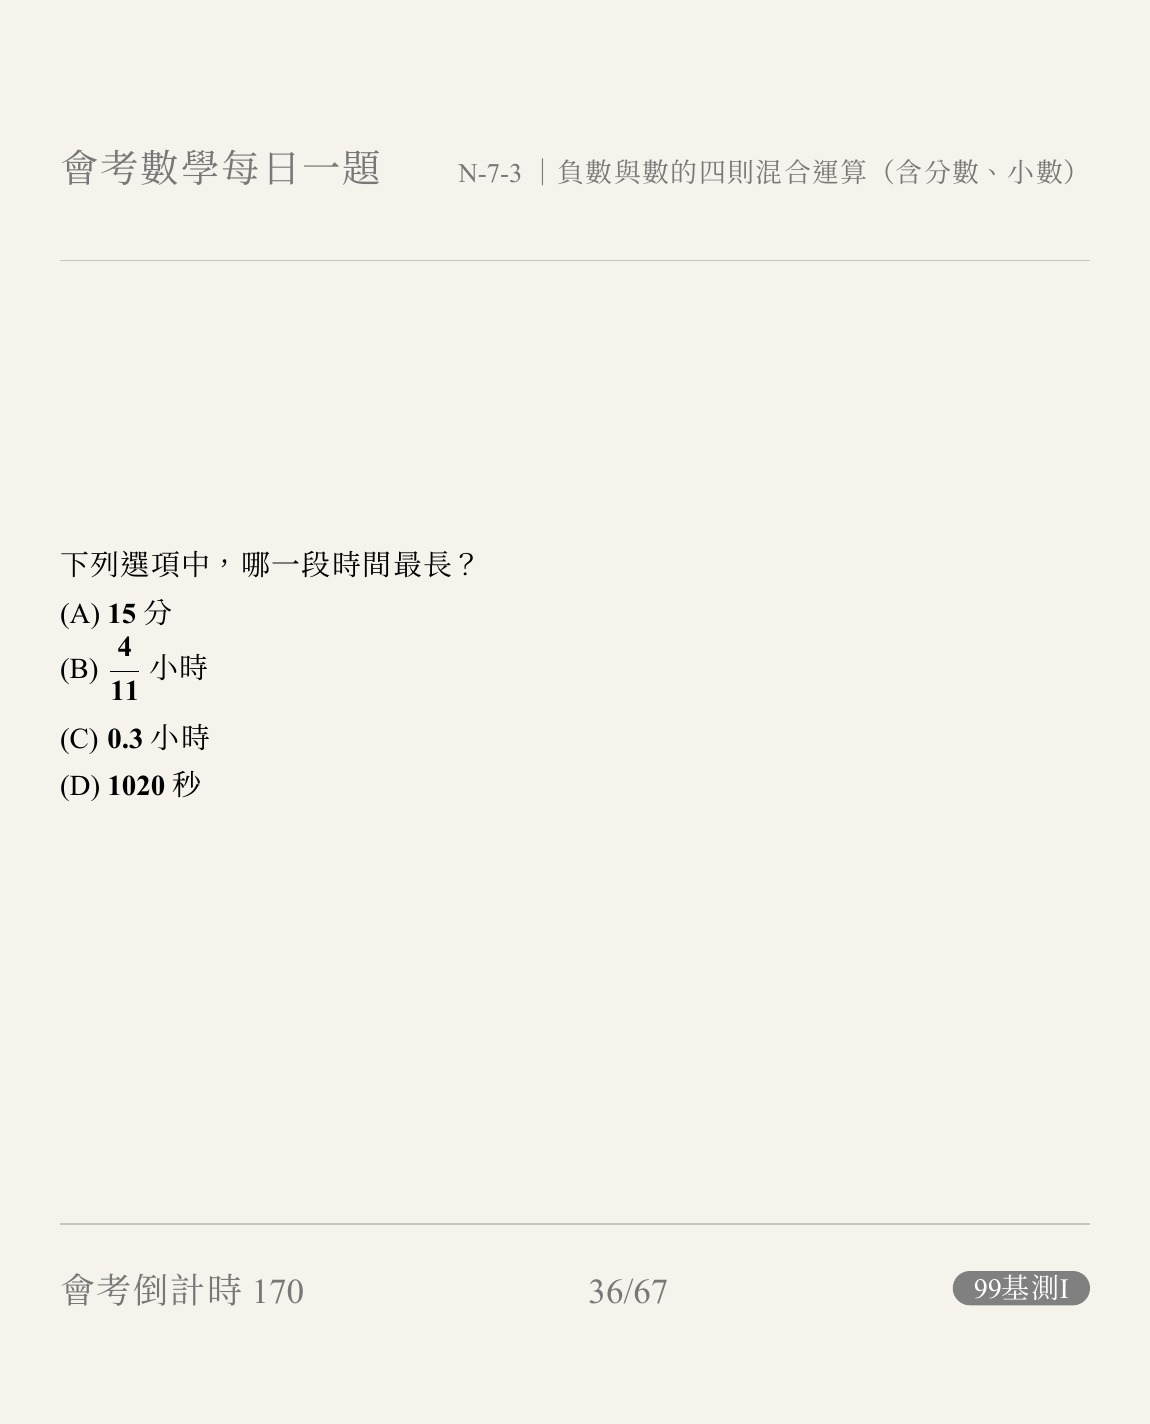 會考數學每日一題 N-7-3｜負數與數的四則混合運算（含分數、小數）
下列選項中，哪一段時間最長？
(A) 15 分
(B) 4/11 小時
(C) 0.3 小時
(D) 1020 秒
會考倒計時 170 36/67 99基測I